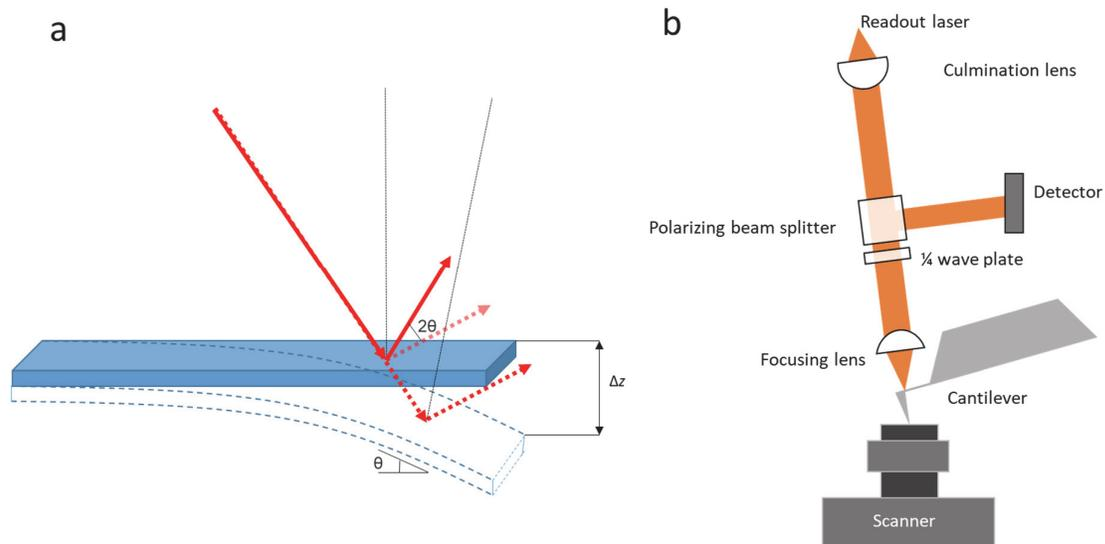 a
2θ
Δz
θ
b
Readout laser
Culmination lens
Detector
Polarizing beam splitter
¼ wave plate
Focusing lens
Cantilever
Scanner